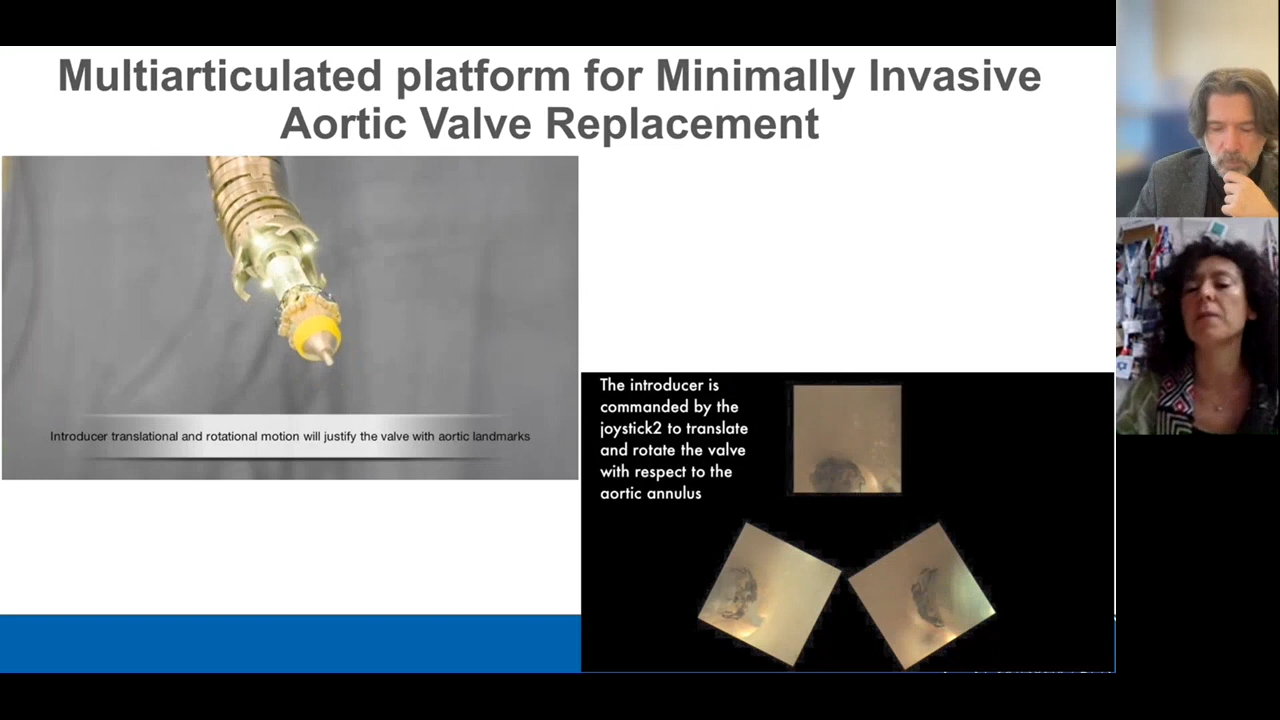 Multiarticulated platform for Minimally Invasive
Aortic Valve Replacement
Introducer translational and rotational motion will justify the valve with aortic landmarks
The introducer is
commanded by the
joystick2 to translate
and rotate the valve
with respect to the
aortic annulus